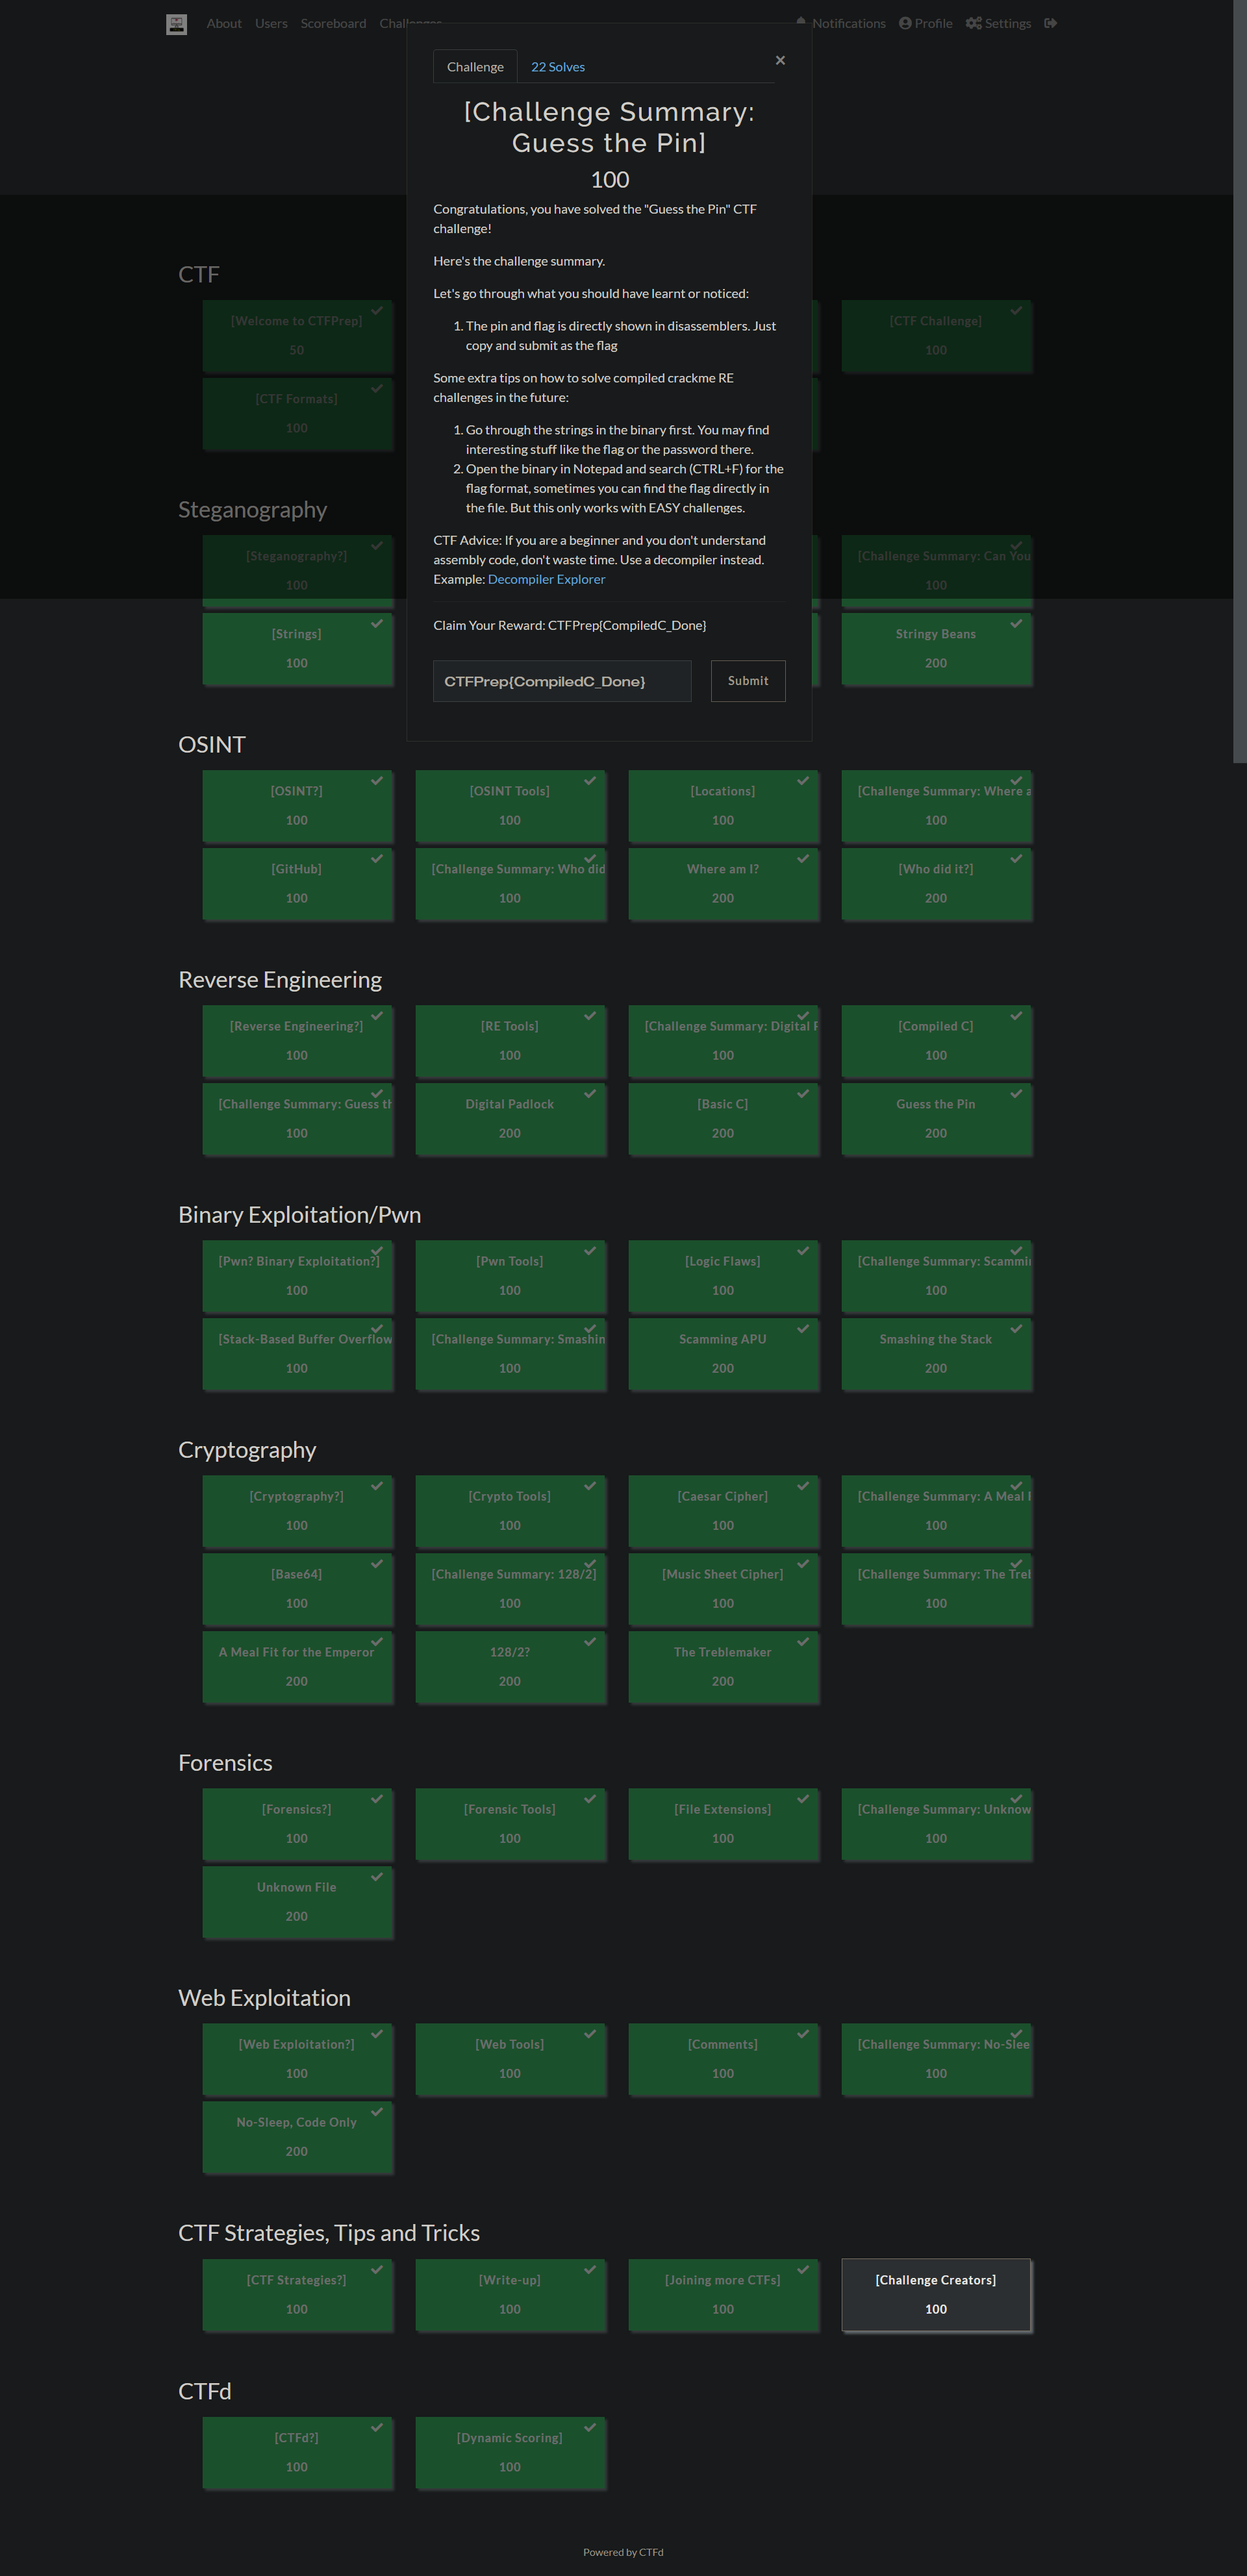 About Users Scoreboard Challenges
Notifications Profile Settings
Challenge 22 Solves ×
[Challenge Summary:
Guess the Pin]
100
Congratulations, you have solved the "Guess the Pin" CTF
challenge!
Here's the challenge summary.
Let's go through what you should have learnt or noticed:
1. The pin and flag is directly shown in disassemblers. Just
copy and submit as the flag
Some extra tips on how to solve compiled crackme RE
challenges in the future:
1. Go through the strings in the binary first. You may find
interesting stuff like the flag or the password there.
2. Open the binary in Notepad and search (CTRL+F) for the
flag format, sometimes you can find the flag directly in
the file. But this only works with EASY challenges.
CTF Advice: If you are a beginner and you don't understand
assembly code, don't waste time. Use a decompiler instead.
Example: Decompiler Explorer
Claim Your Reward: CTFPrep{CompiledC_Done}
CTFPrep{CompiledC_Done} Submit
CTF
[Welcome to CTFPrep] [CTF Challenge]
50 100
[CTF Formats]
100
Steganography
[Steganography?] [Challenge Summary: Can You
100 100
[Strings] Stringy Beans
100 200
OSINT
[OSINT?] [OSINT Tools] [Locations] [Challenge Summary: Where a
100 100 100 100
[GitHub] [Challenge Summary: Who did Where am I? [Who did it?]
100 100 200 200
Reverse Engineering
[Reverse Engineering?] [RE Tools] [Challenge Summary: Digital P [Compiled C]
100 100 100 100
[Challenge Summary: Guess th Digital Padlock [Basic C] Guess the Pin
100 200 200 200
Binary Exploitation/Pwn
[Pwn? Binary Exploitation?] [Pwn Tools] [Logic Flaws] [Challenge Summary: Scammi
100 100 100 100
[Stack-Based Buffer Overflow [Challenge Summary: Smashin Scamming APU Smashing the Stack
100 100 200 200
Cryptography
[Cryptography?] [Crypto Tools] [Caesar Cipher] [Challenge Summary: A Meal F
100 100 100 100
[Base64] [Challenge Summary: 128/2] [Music Sheet Cipher] [Challenge Summary: The Treb
100 100 100 100
A Meal Fit for the Emperor 128/2? The Treblemaker
200 200 200
Forensics
[Forensics?] [Forensic Tools] [File Extensions] [Challenge Summary: Unknow
100 100 100 100
Unknown File
200
Web Exploitation
[Web Exploitation?] [Web Tools] [Comments] [Challenge Summary: No-Slee
100 100 100 100
No-Sleep, Code Only
200
CTF Strategies, Tips and Tricks
[CTF Strategies?] [Write-up] [Joining more CTFs] [Challenge Creators]
100 100 100 100
CTFd
[CTFd?] [Dynamic Scoring]
100 100
Powered by CTFd